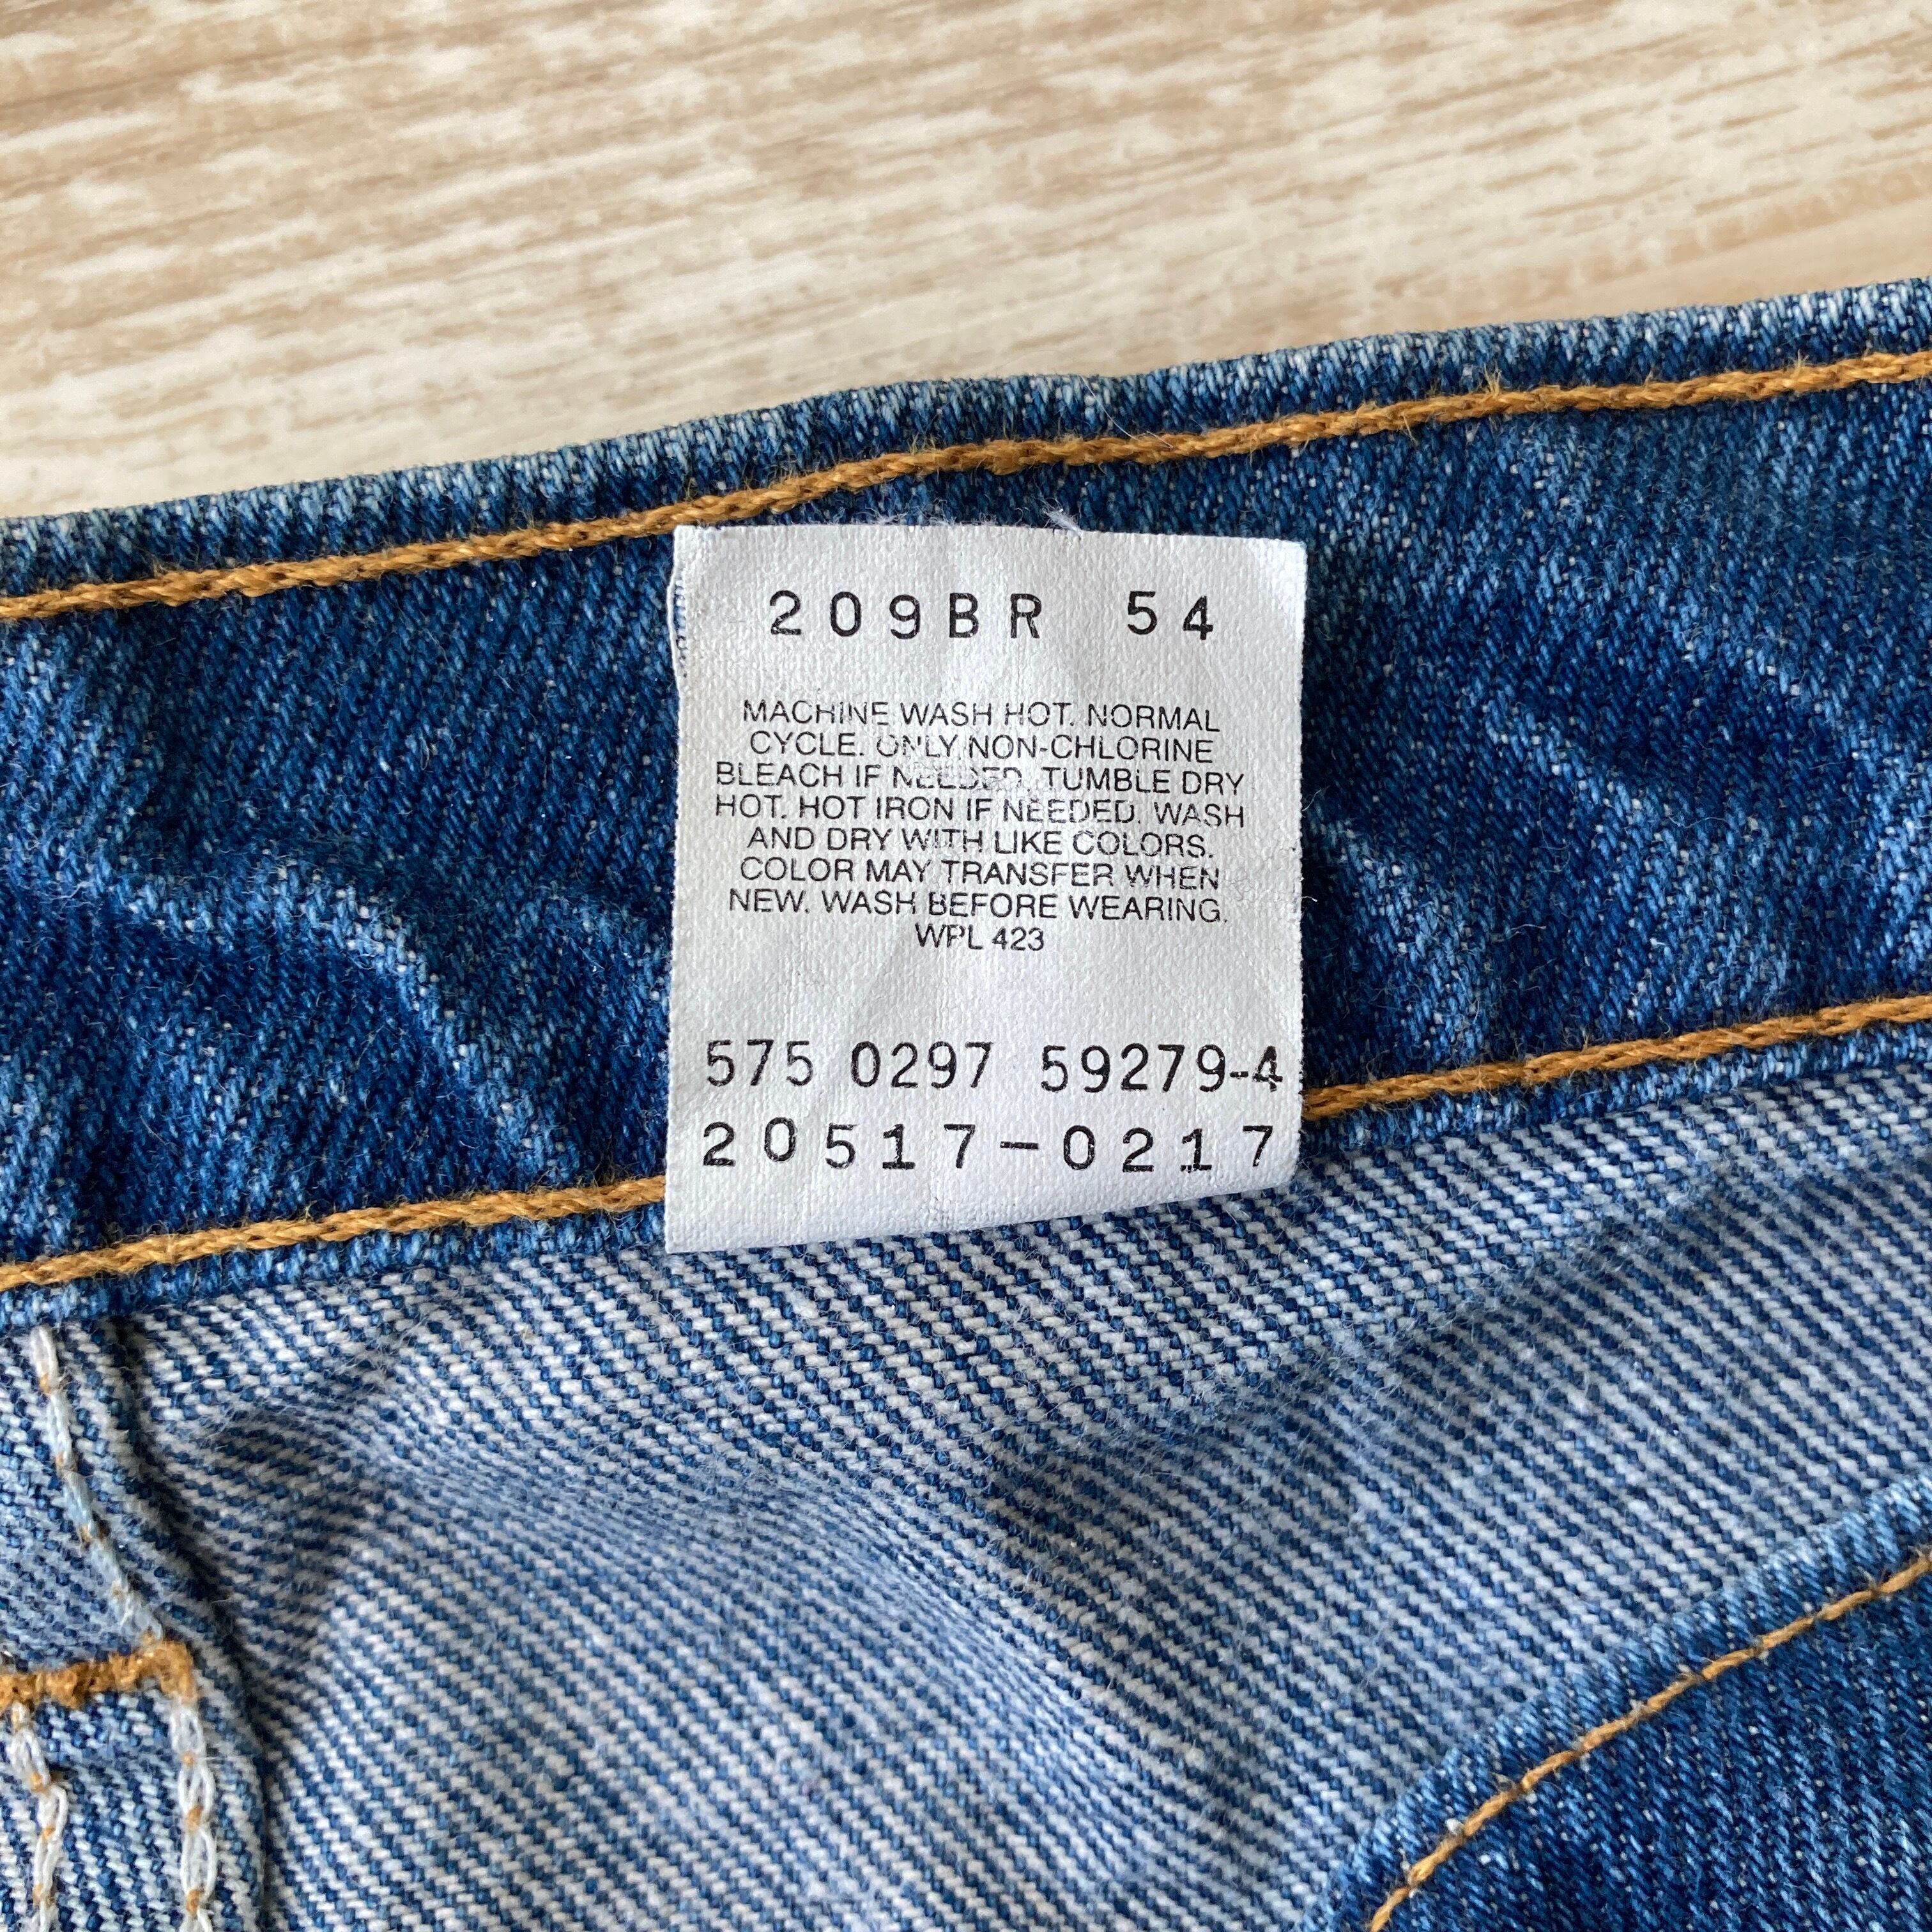 209BR 54
MACHINE WASH HOT. NORMAL
CYCLE. ONLY NON-CHLORINE
BLEACH IF NEEDED. TUMBLE DRY
HOT. HOT IRON IF NEEDED. WASH
AND DRY WITH LIKE COLORS.
COLOR MAY TRANSFER WHEN
NEW. WASH BEFORE WEARING.
WPL 423
575 0297 59279-4
20517-0217